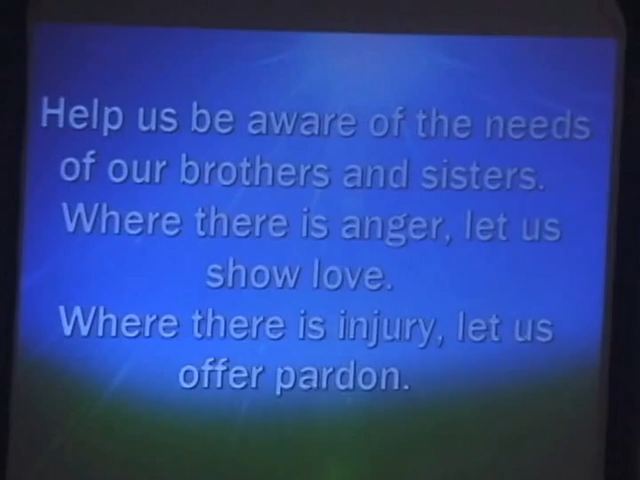 Help us be aware of the needs
of our brothers and sisters.
Where there is anger, let us
show love.
Where there is injury, let us
offer pardon.